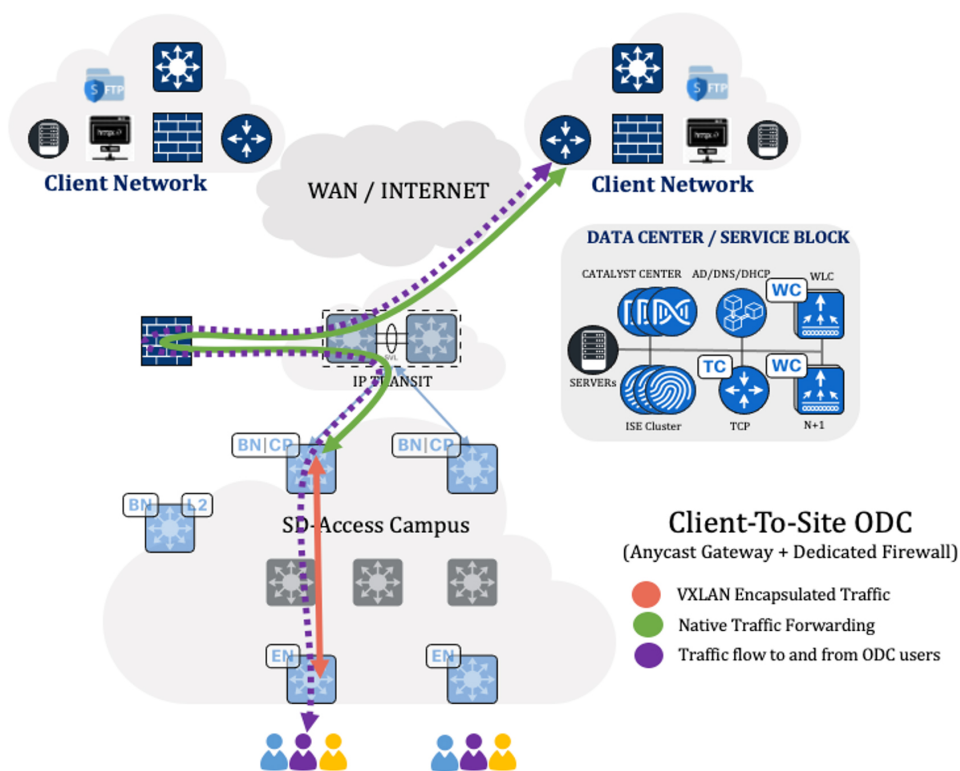 S FTP
Client Network
WAN / INTERNET
S FTP
Client Network
DATA CENTER / SERVICE BLOCK
CATALYST CENTER
AD/DNS/DHCP
WLC
WC
SERVERs
TC
WC
ISE Cluster
TCP
N+1
SVL
IP TRANSIT
BN|CP
BN|CP
BN
L2
SD-Access Campus
EN
EN
Client-To-Site ODC
(Anycast Gateway + Dedicated Firewall)
VXLAN Encapsulated Traffic
Native Traffic Forwarding
Traffic flow to and from ODC users